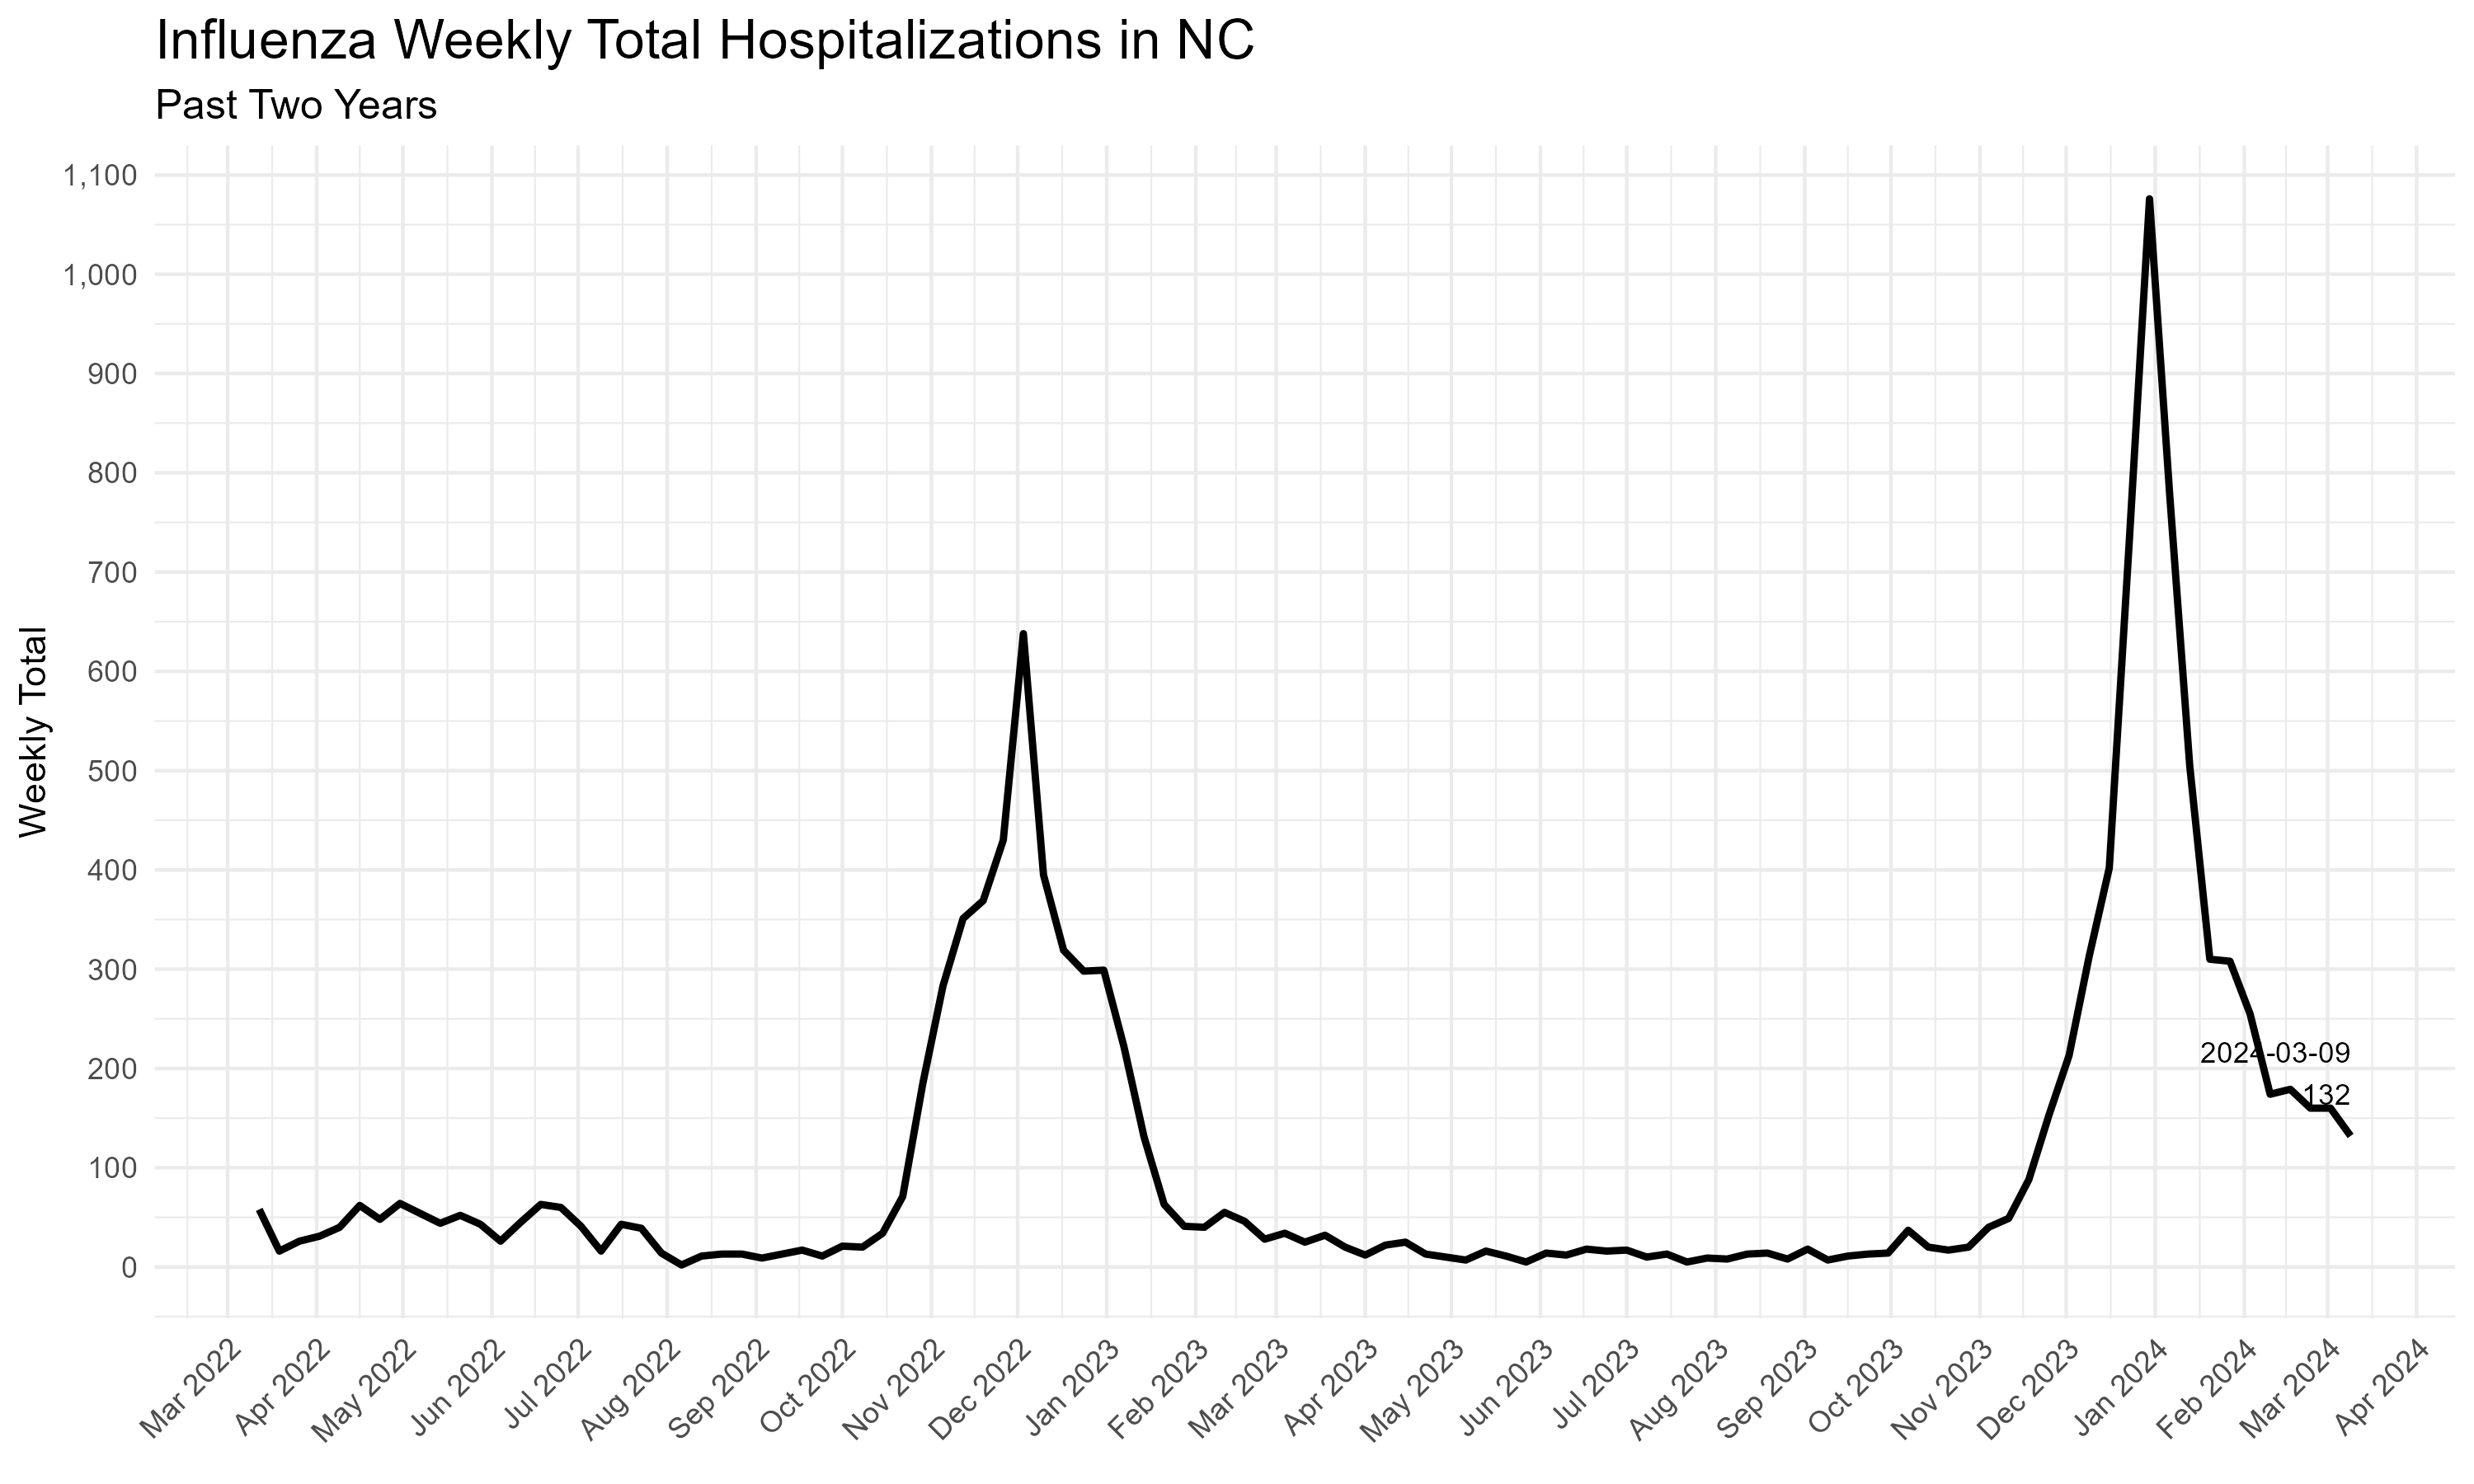 Influenza Weekly Total Hospitalizations in NC
Past Two Years
Weekly Total
1,100
1,000
900
800
700
600
500
400
300
200
100
0
2024-03-09
132
Mar 2022
Apr 2022
May 2022
Jun 2022
Jul 2022
Aug 2022
Sep 2022
Oct 2022
Nov 2022
Dec 2022
Jan 2023
Feb 2023
Mar 2023
Apr 2023
May 2023
Jun 2023
Jul 2023
Aug 2023
Sep 2023
Oct 2023
Nov 2023
Dec 2023
Jan 2024
Feb 2024
Mar 2024
Apr 2024